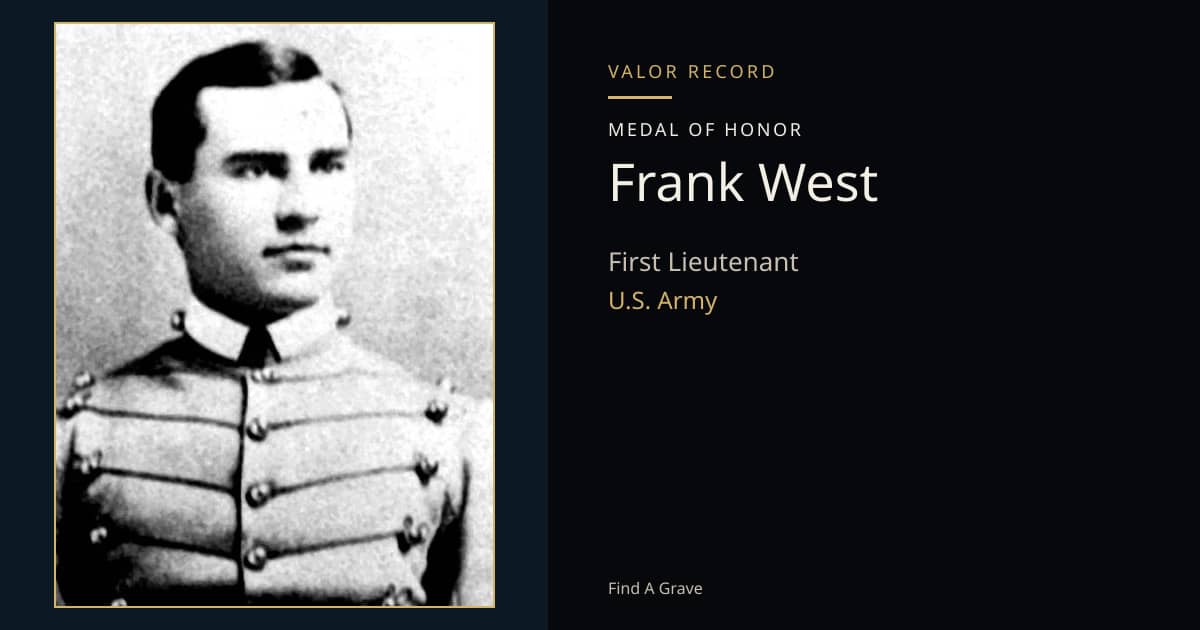 VALOR RECORD
MEDAL OF HONOR
Frank West
First Lieutenant
U.S. Army
Find A Grave